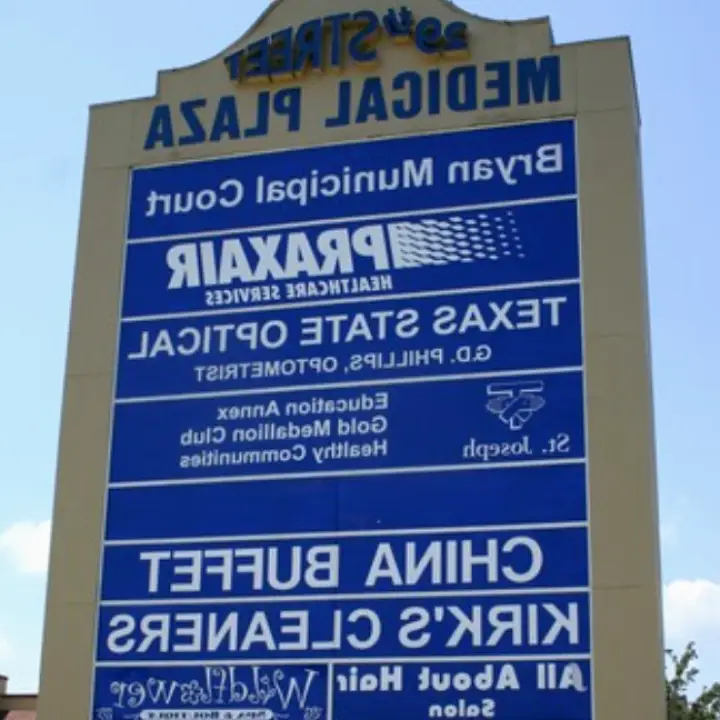 29th STREET
MEDICAL PLAZA
Bryan Municipal Court
PRAXAIR
HEALTHCARE SERVICES
TEXAS STATE OPTICAL
G.D. PHILLIPS, OPTOMETRIST
St. Joseph
Education Annex
Gold Medallion Club
Healthy Communities
CHINA BUFFET
KIRK'S CLEANERS
All About Hair
Salon
Wildflower